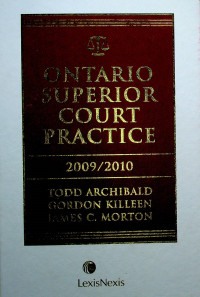 ONTARIO
SUPERIOR
COURT
PRACTICE
2009/2010
TODD ARCHIBALD
GORDON KILLEEN
JAMES C. MORTON
LexisNexis